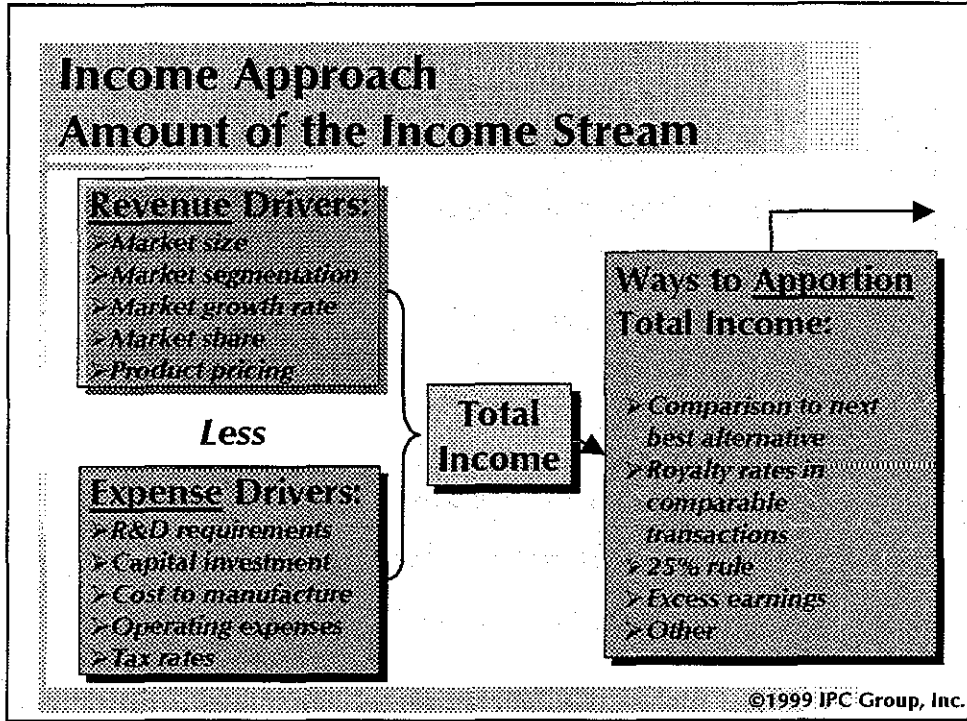 Income Approach
Amount of the Income Stream
Revenue Drivers:
➢Market size
➢Market segmentation
➢Market growth rate
➢Market share
➢Product pricing
Less
Expense Drivers:
➢R&D requirements
➢Capital investment
➢Cost to manufacture
➢Operating expenses
➢Tax rates
Total
Income
Ways to Apportion
Total Income:
➢Comparison to next
best alternative
➢Royalty rates in
comparable
transactions
➢25% rule
➢Excess earnings
➢Other
©1999 IPC Group, Inc.